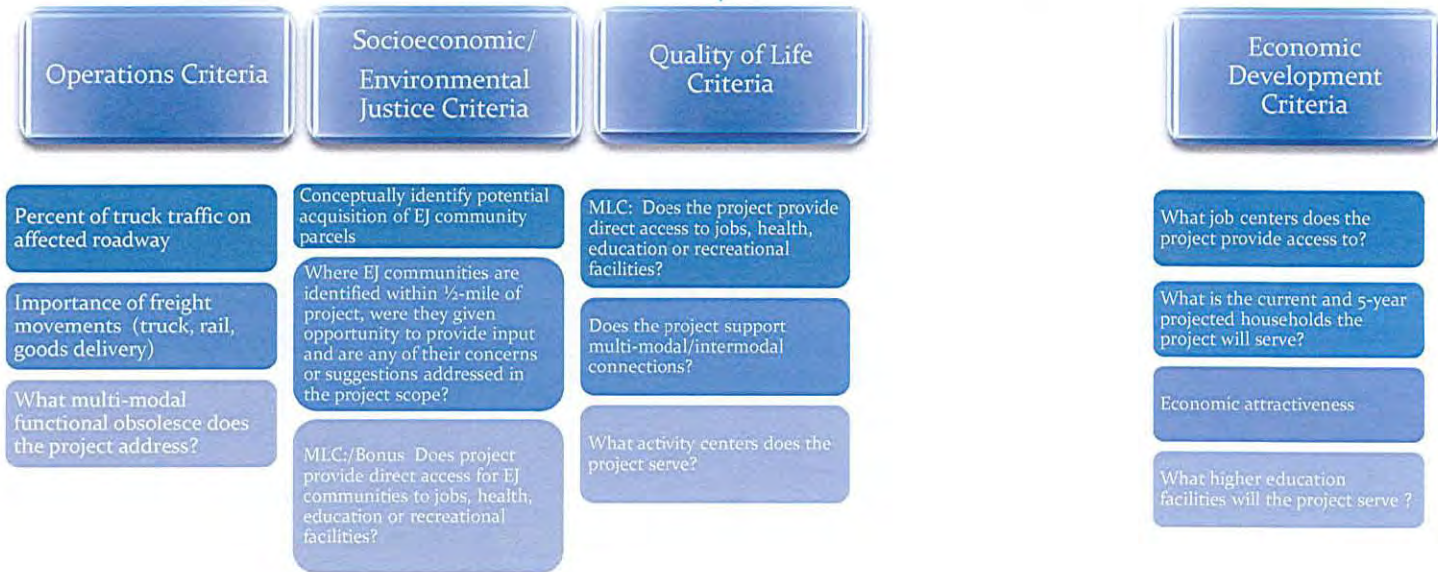 Operations Criteria
Percent of truck traffic on
affected roadway
Importance of freight
movements (truck, rail,
goods delivery)
What multi-modal
functional obsolesce does
the project address?
Socioeconomic/
Environmental
Justice Criteria
Conceptually identify potential
acquisition of EJ community
parcels
Where EJ communities are
identified within ½-mile of
project, were they given
opportunity to provide input
and are any of their concerns
or suggestions addressed in
the project scope?
MLC:/Bonus Does project
provide direct access for EJ
communities to jobs, health,
education or recreational
facilities?
Quality of Life
Criteria
MLC: Does the project provide
direct access to jobs, health,
education or recreational
facilities?
Does the project support
multi-modal/intermodal
connections?
What activity centers does the
project serve?
Economic
Development
Criteria
What job centers does the
project provide access to?
What is the current and 5-year
projected households the
project will serve?
Economic attractiveness
What higher education
facilities will the project serve ?